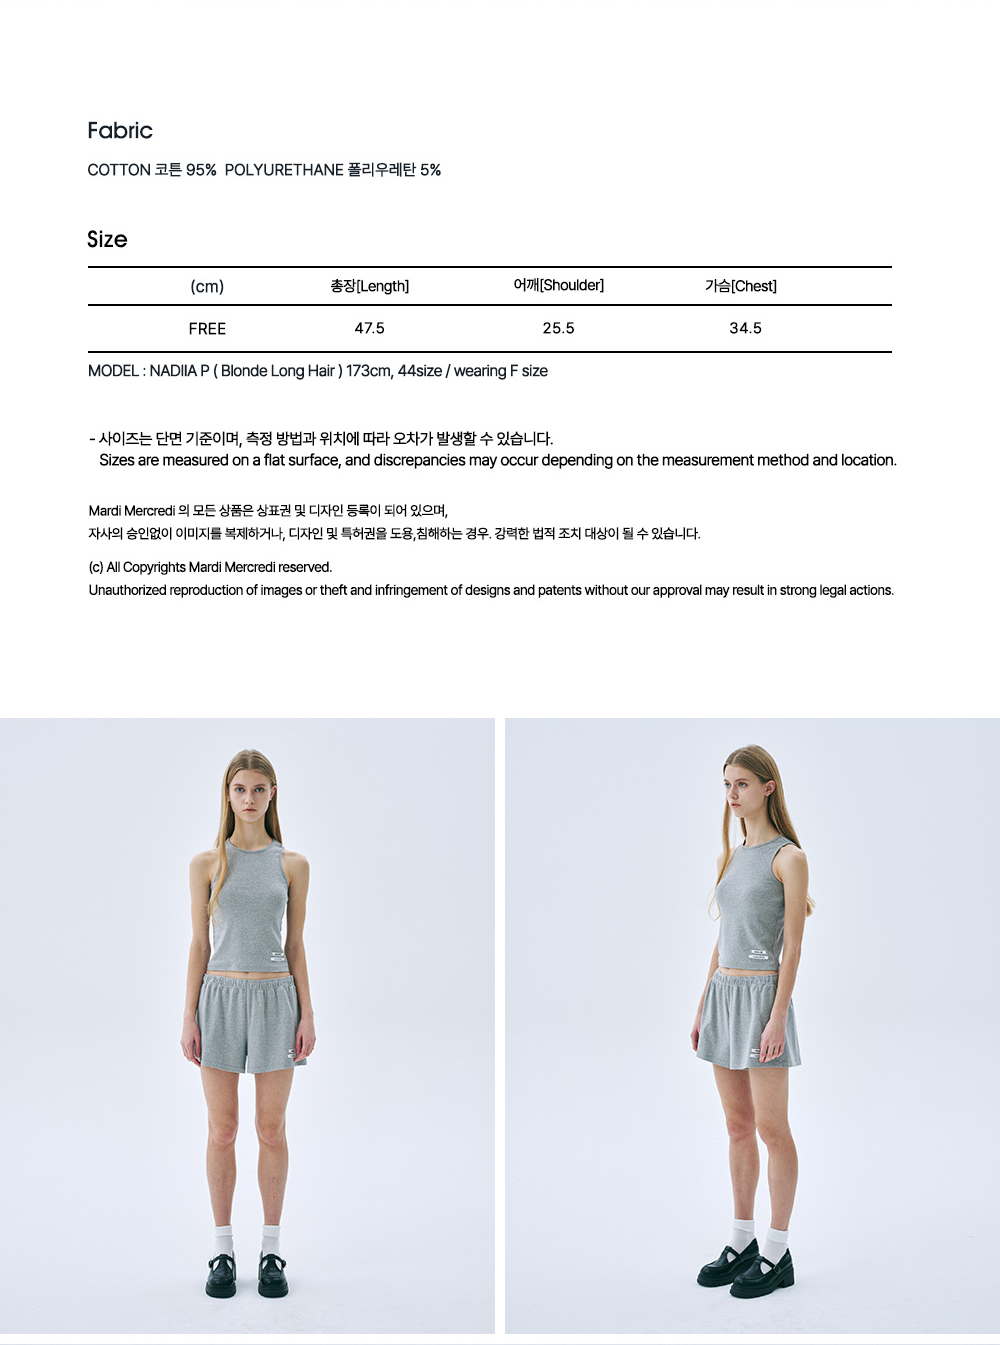 Fabric
COTTON 코튼 95% POLYURETHANE 폴리우레탄 5%
Size
(cm) 총장[Length] 어깨[Shoulder] 가슴[Chest]
FREE 47.5 25.5 34.5
MODEL : NADIIA P ( Blonde Long Hair ) 173cm, 44size / wearing F size
- 사이즈는 단면 기준이며, 측정 방법과 위치에 따라 오차가 발생할 수 있습니다.
Sizes are measured on a flat surface, and discrepancies may occur depending on the measurement method and location.
Mardi Mercredi 의 모든 상품은 상표권 및 디자인 등록이 되어 있으며,
자사의 승인없이 이미지를 복제하거나, 디자인 및 특허권을 도용,침해하는 경우. 강력한 법적 조치 대상이 될 수 있습니다.
(c) All Copyrights Mardi Mercredi reserved.
Unauthorized reproduction of images or theft and infringement of designs and patents without our approval may result in strong legal actions.